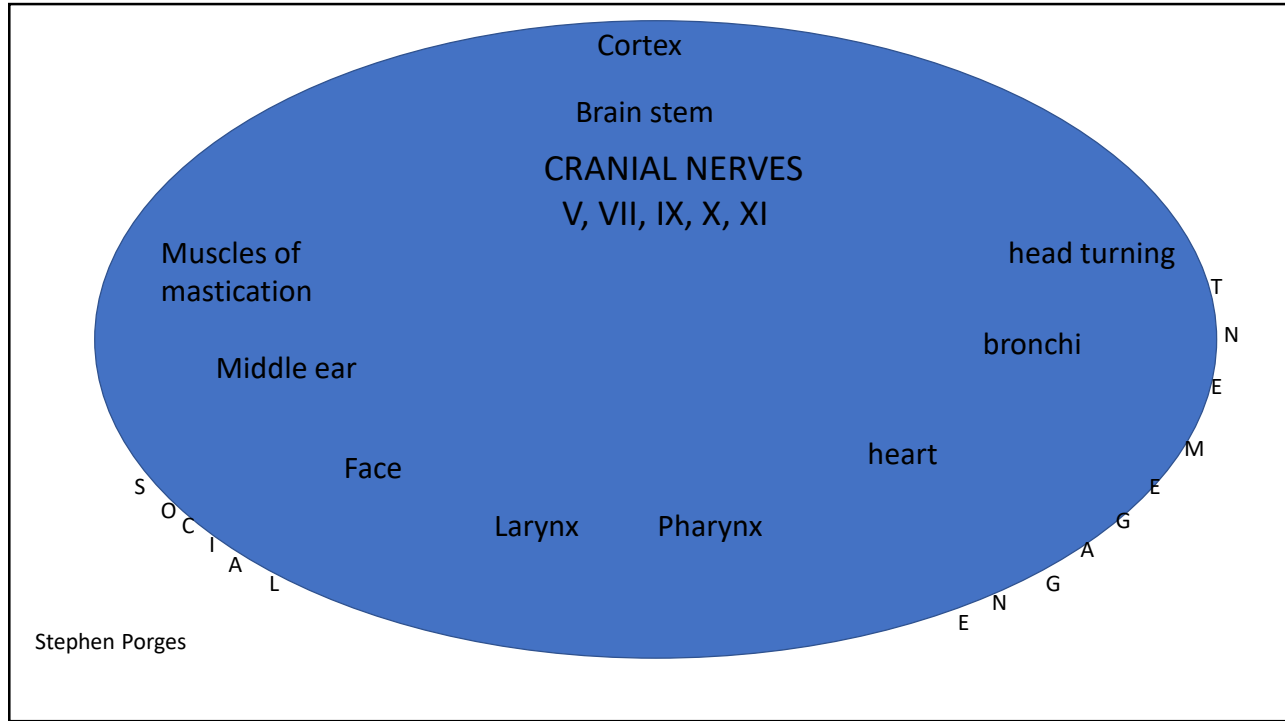 Cortex
Brain stem
CRANIAL NERVES
V, VII, IX, X, XI
Muscles of
mastication
head turning
bronchi
Middle ear
heart
Face
Larynx
Pharynx
SOCIAL
ENGAGEMENT
Stephen Porges